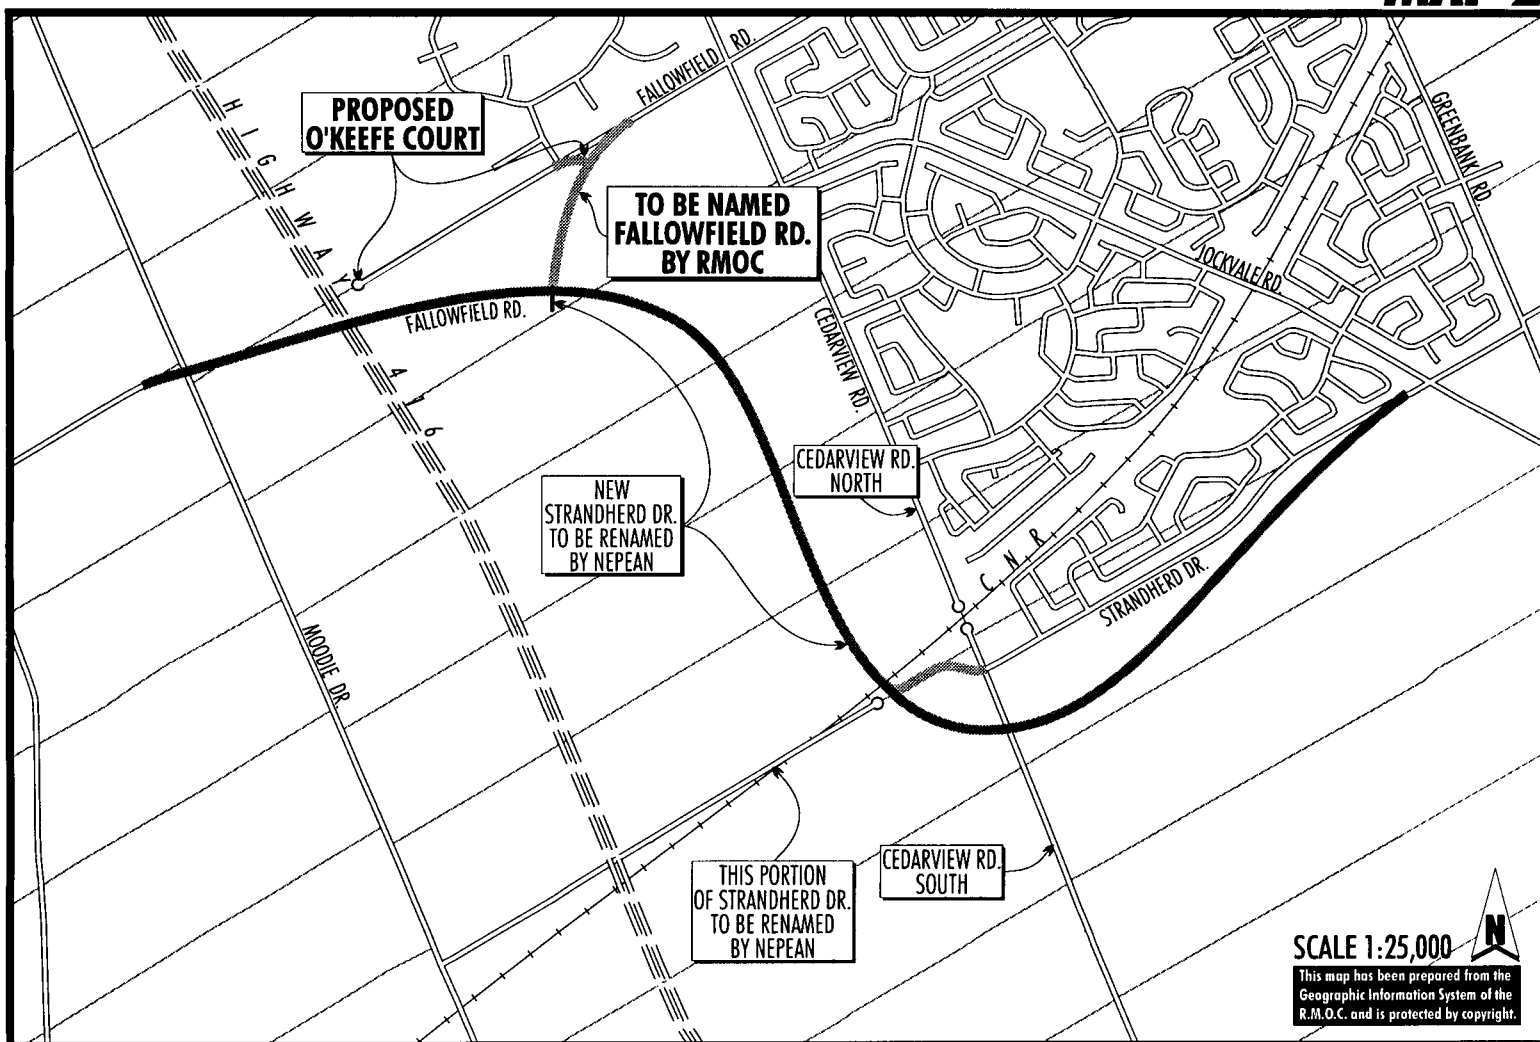 MAP 2
PROPOSED
O'KEEFE COURT
FALLOWFIELD RD.
TO BE NAMED
FALLOWFIELD RD.
BY RMOC
HIGHWAY
416
FALLOWFIELD RD.
GREENBANK RD.
JOCKVALE RD.
CEDARVIEW RD.
CEDARVIEW RD.
NORTH
NEW
STRANDHERD DR.
TO BE RENAMED
BY NEPEAN
CNR
STRANDHERD DR.
MOODIE DR.
THIS PORTION
OF STRANDHERD DR.
TO BE RENAMED
BY NEPEAN
CEDARVIEW RD.
SOUTH
SCALE 1:25,000
N
This map has been prepared from the
Geographic Information System of the
R.M.O.C. and is protected by copyright.